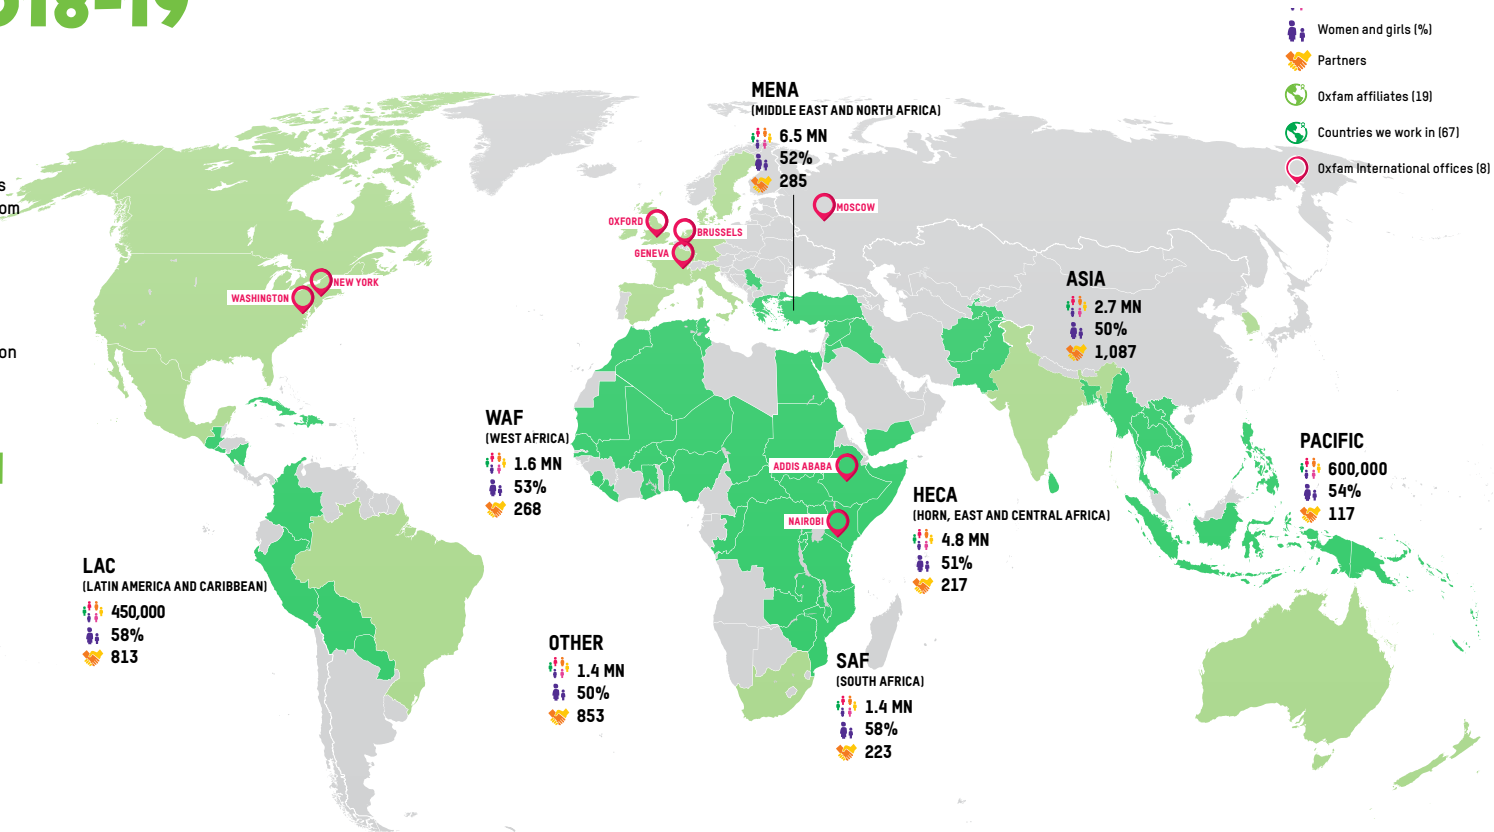 018-19
Women and girls (%)
Partners
Oxfam affiliates (19)
Countries we work in (67)
Oxfam International offices (8)
s
om
on
MENA
(MIDDLE EAST AND NORTH AFRICA)
6.5 MN
52%
285
MOSCOW
OXFORD
BRUSSELS
GENEVA
NEW YORK
WASHINGTON
ASIA
2.7 MN
50%
1,087
WAF
(WEST AFRICA)
1.6 MN
53%
268
ADDIS ABABA
NAIROBI
PACIFIC
600,000
54%
117
HECA
(HORN, EAST AND CENTRAL AFRICA)
4.8 MN
51%
217
LAC
(LATIN AMERICA AND CARIBBEAN)
450,000
58%
813
OTHER
1.4 MN
50%
853
SAF
(SOUTH AFRICA)
1.4 MN
58%
223